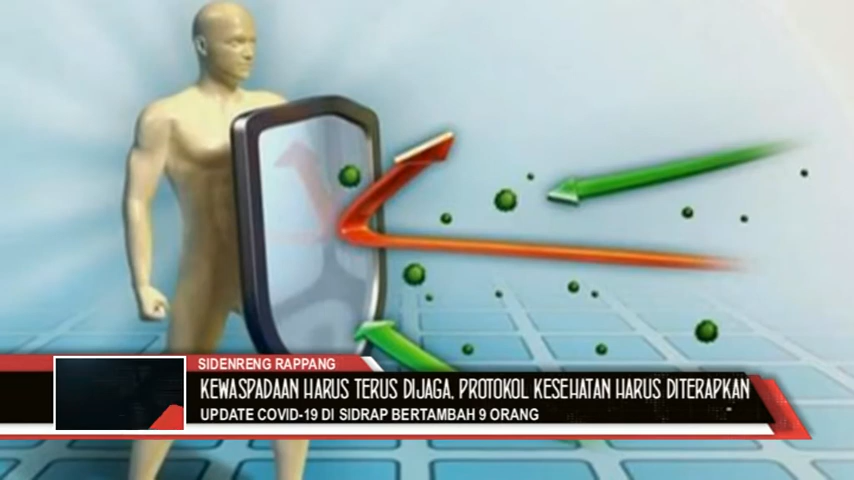 SIDENRENG RAPPANG
KEWASPADAAN HARUS TERUS DIJAGA, PROTOKOL KESEHATAN HARUS DITERAPKAN
UPDATE COVID-19 DI SIDRAP BERTAMBAH 9 ORANG